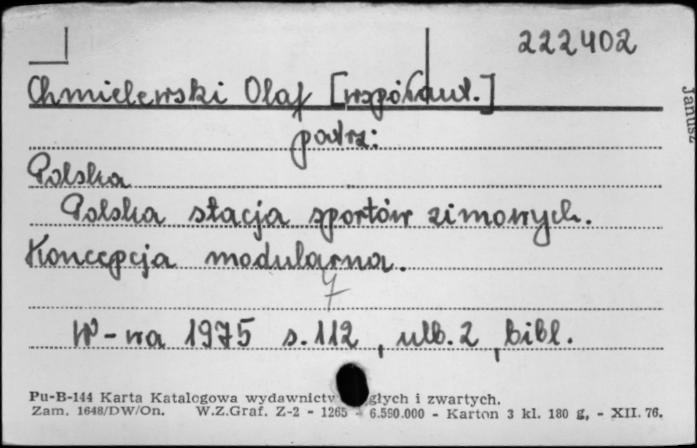 222402
Chmielewski Olaf [współaut.]
patrz:
Polska
Polska stacja sportów zimowych.
Koncepcja modularna.
W-wa 1975 s. 112, ulb. 2, bibl.
Pu-B-144 Karta Katalogowa wydawnictw głych i zwartych.
Zam. 1648/DW/On. W.Z.Graf. Z-2 - 1265 - 6.590.000 - Karton 3 kl. 180 g, - XII. 76.
Janusz